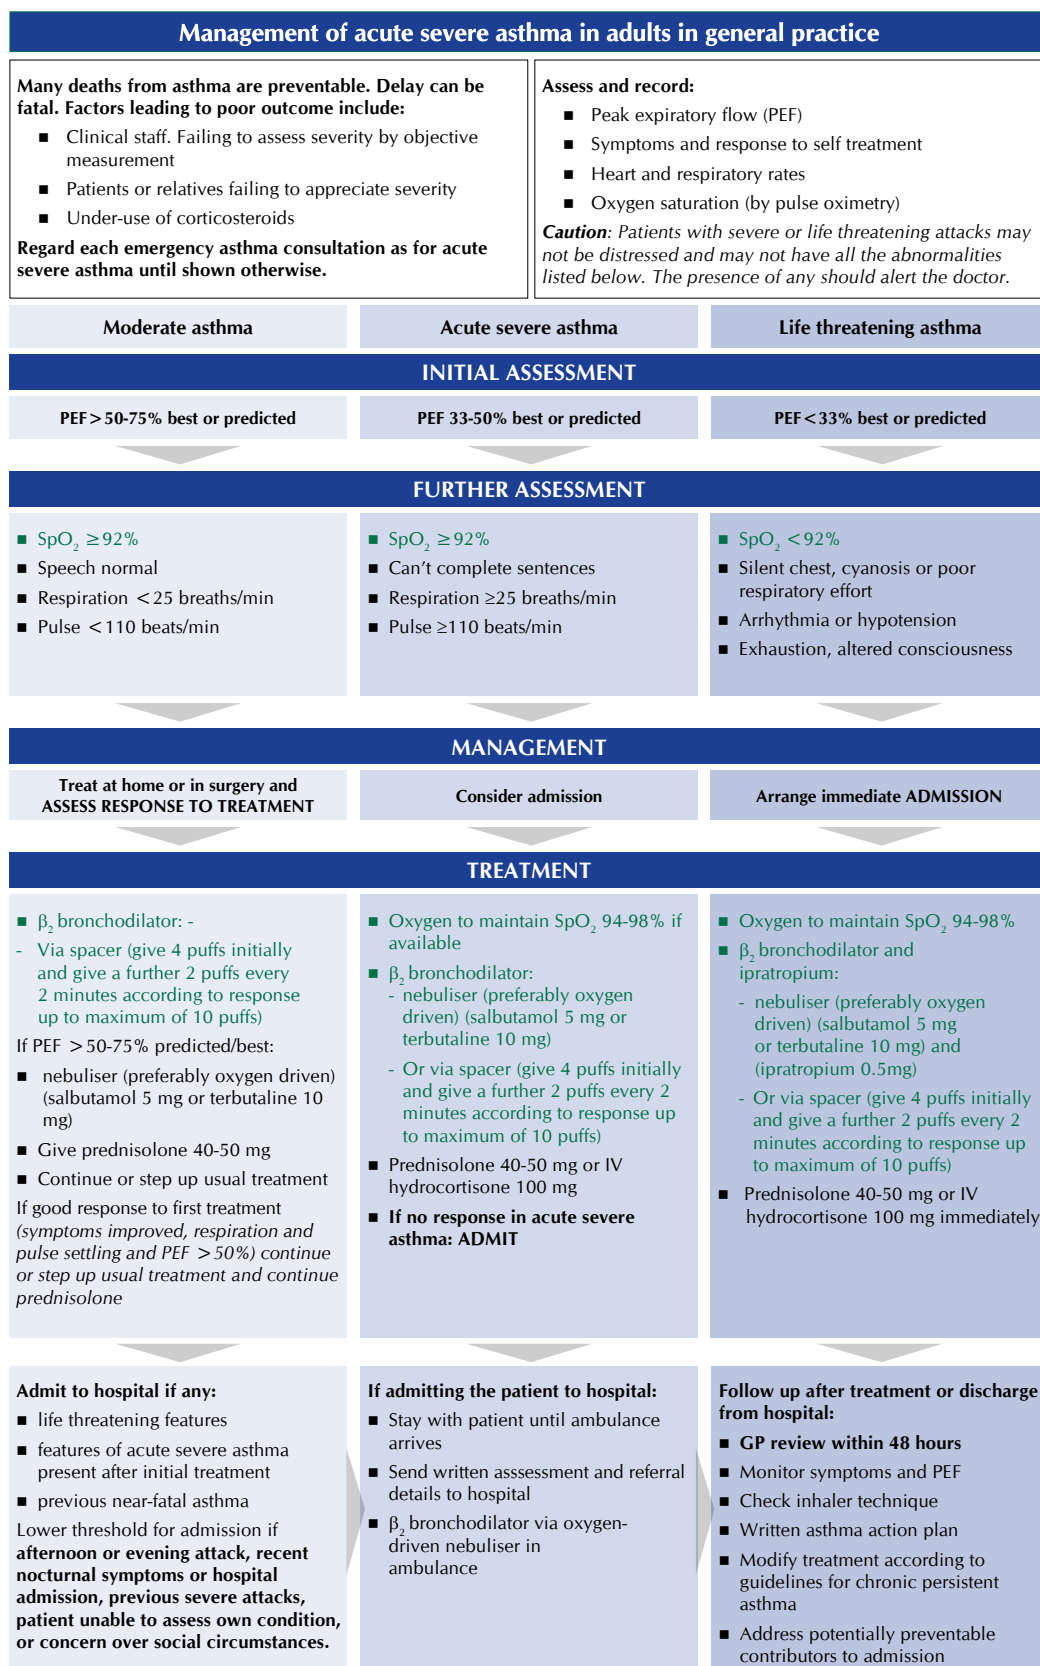 Management of acute severe asthma in adults in general practice
Many deaths from asthma are preventable. Delay can be
fatal. Factors leading to poor outcome include:
■ Clinical staff. Failing to assess severity by objective
measurement
■ Patients or relatives failing to appreciate severity
■ Under-use of corticosteroids
Regard each emergency asthma consultation as for acute
severe asthma until shown otherwise.
Assess and record:
■ Peak expiratory flow (PEF)
■ Symptoms and response to self treatment
■ Heart and respiratory rates
■ Oxygen saturation (by pulse oximetry)
Caution: Patients with severe or life threatening attacks may
not be distressed and may not have all the abnormalities
listed below. The presence of any should alert the doctor.
Moderate asthma
Acute severe asthma
Life threatening asthma
INITIAL ASSESSMENT
PEF>50-75% best or predicted
PEF 33-50% best or predicted
PEF<33% best or predicted
FURTHER ASSESSMENT
■ SpO₂ ≥92%
■ Speech normal
■ Respiration <25 breaths/min
■ Pulse <110 beats/min
■ SpO₂ ≥92%
■ Can't complete sentences
■ Respiration ≥25 breaths/min
■ Pulse ≥110 beats/min
■ SpO₂ <92%
■ Silent chest, cyanosis or poor
respiratory effort
■ Arrhythmia or hypotension
■ Exhaustion, altered consciousness
MANAGEMENT
Treat at home or in surgery and
ASSESS RESPONSE TO TREATMENT
Consider admission
Arrange immediate ADMISSION
TREATMENT
■ β₂ bronchodilator: -
- Via spacer (give 4 puffs initially
and give a further 2 puffs every
2 minutes according to response
up to maximum of 10 puffs)
If PEF >50-75% predicted/best:
■ nebuliser (preferably oxygen driven)
(salbutamol 5 mg or terbutaline 10
mg)
■ Give prednisolone 40-50 mg
■ Continue or step up usual treatment
If good response to first treatment
(symptoms improved, respiration and
pulse settling and PEF >50%) continue
or step up usual treatment and continue
prednisolone
■ Oxygen to maintain SpO₂ 94-98% if
available
■ β₂ bronchodilator:
- nebuliser (preferably oxygen
driven) (salbutamol 5 mg or
terbutaline 10 mg)
- Or via spacer (give 4 puffs initially
and give a further 2 puffs every 2
minutes according to response up
to maximum of 10 puffs)
■ Prednisolone 40-50 mg or IV
hydrocortisone 100 mg
■ If no response in acute severe
asthma: ADMIT
■ Oxygen to maintain SpO₂ 94-98%
■ β₂ bronchodilator and
ipratropium:
- nebuliser (preferably oxygen
driven) (salbutamol 5 mg
or terbutaline 10 mg) and
(ipratropium 0.5mg)
- Or via spacer (give 4 puffs initially
and give a further 2 puffs every 2
minutes according to response up
to maximum of 10 puffs)
■ Prednisolone 40-50 mg or IV
hydrocortisone 100 mg immediately
Admit to hospital if any:
■ life threatening features
■ features of acute severe asthma
present after initial treatment
■ previous near-fatal asthma
Lower threshold for admission if
afternoon or evening attack, recent
nocturnal symptoms or hospital
admission, previous severe attacks,
patient unable to assess own condition,
or concern over social circumstances.
If admitting the patient to hospital:
■ Stay with patient until ambulance
arrives
■ Send written asssessment and referral
details to hospital
■ β₂ bronchodilator via oxygen-
driven nebuliser in
ambulance
Follow up after treatment or discharge
from hospital:
■ GP review within 48 hours
■ Monitor symptoms and PEF
■ Check inhaler technique
■ Written asthma action plan
■ Modify treatment according to
guidelines for chronic persistent
asthma
■ Address potentially preventable
contributors to admission